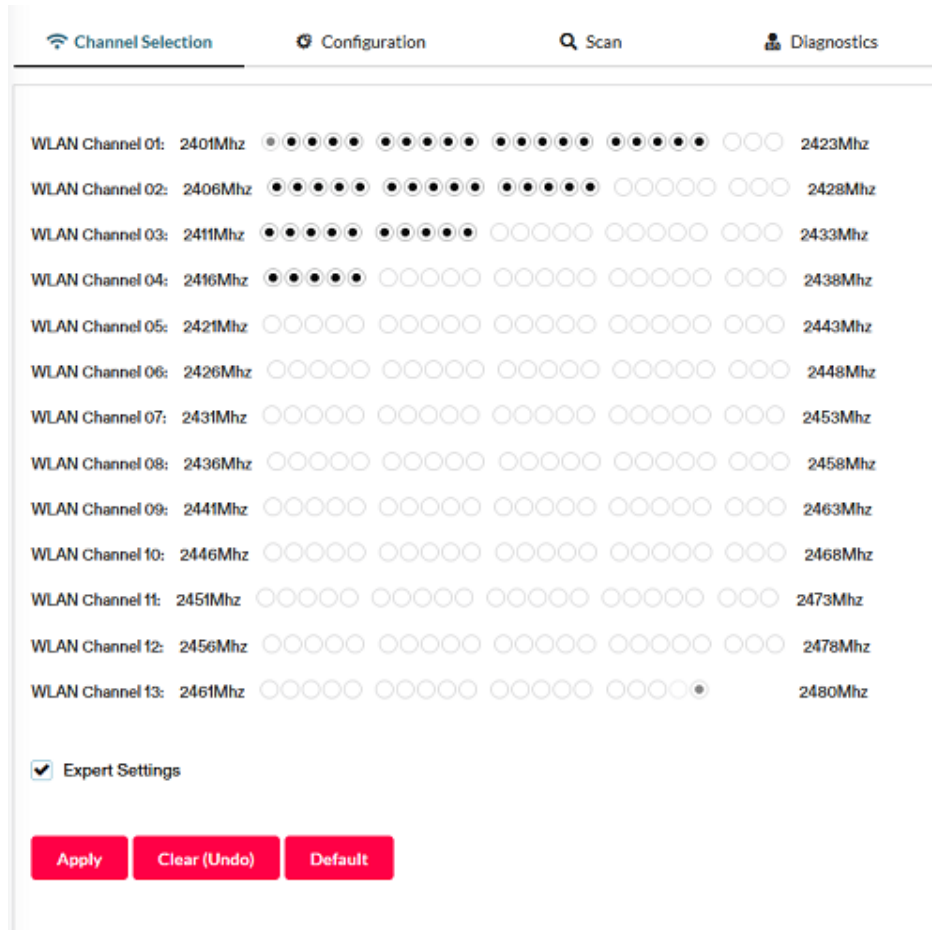 Channel Selection Configuration Scan Diagnostics
WLAN Channel 01: 2401Mhz 2423Mhz
WLAN Channel 02: 2406Mhz 2428Mhz
WLAN Channel 03: 2411Mhz 2433Mhz
WLAN Channel 04: 2416Mhz 2438Mhz
WLAN Channel 05: 2421Mhz 2443Mhz
WLAN Channel 06: 2426Mhz 2448Mhz
WLAN Channel 07: 2431Mhz 2453Mhz
WLAN Channel 08: 2436Mhz 2458Mhz
WLAN Channel 09: 2441Mhz 2463Mhz
WLAN Channel 10: 2446Mhz 2468Mhz
WLAN Channel 11: 2451Mhz 2473Mhz
WLAN Channel 12: 2456Mhz 2478Mhz
WLAN Channel 13: 2461Mhz 2480Mhz
Expert Settings
Apply Clear (Undo) Default